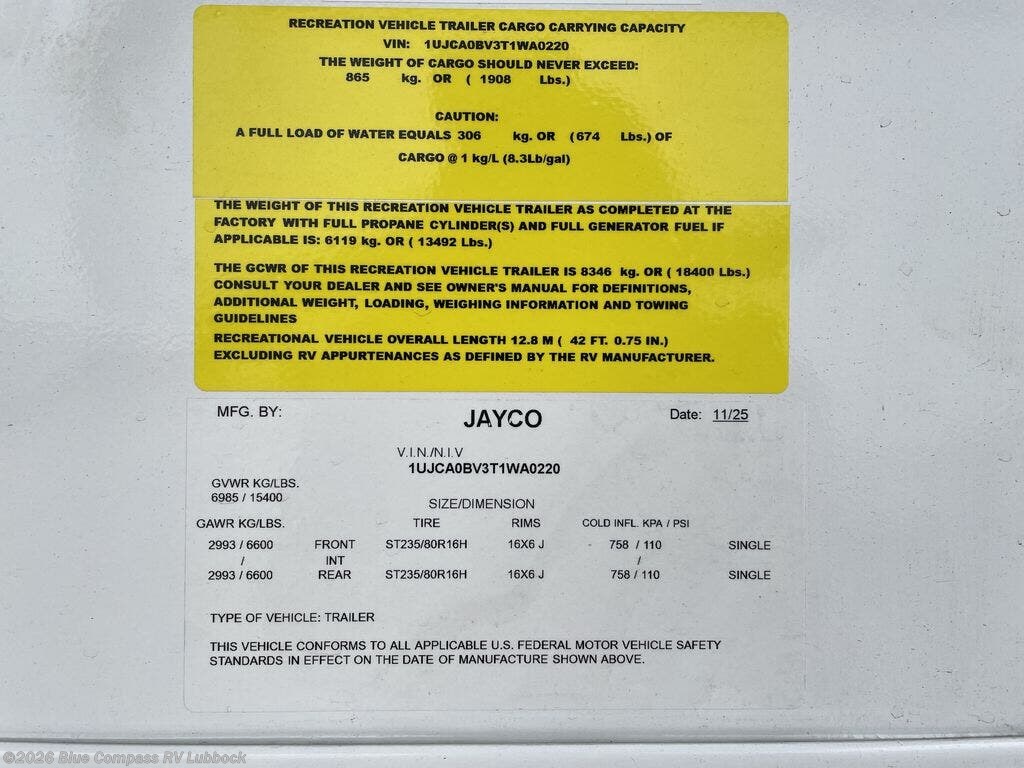 RECREATION VEHICLE TRAILER CARGO CARRYING CAPACITY
VIN: 1UJCA0BV3T1WA0220
THE WEIGHT OF CARGO SHOULD NEVER EXCEED:
865 kg. OR ( 1908 Lbs.)
CAUTION:
A FULL LOAD OF WATER EQUALS 306 kg. OR (674 Lbs.) OF
CARGO @ 1 kg/L (8.3Lb/gal)
THE WEIGHT OF THIS RECREATION VEHICLE TRAILER AS COMPLETED AT THE
FACTORY WITH FULL PROPANE CYLINDER(S) AND FULL GENERATOR FUEL IF
APPLICABLE IS: 6119 kg. OR ( 13492 Lbs.)
THE GCWR OF THIS RECREATION VEHICLE TRAILER IS 8346 kg. OR ( 18400 Lbs.)
CONSULT YOUR DEALER AND SEE OWNER'S MANUAL FOR DEFINITIONS,
ADDITIONAL WEIGHT, LOADING, WEIGHING INFORMATION AND TOWING
GUIDELINES
RECREATIONAL VEHICLE OVERALL LENGTH 12.8 M ( 42 FT. 0.75 IN.)
EXCLUDING RV APPURTENANCES AS DEFINED BY THE RV MANUFACTURER.
MFG. BY: JAYCO Date: 11/25
V.I.N./N.I.V
1UJCA0BV3T1WA0220
GVWR KG/LBS.
6985 / 15400
SIZE/DIMENSION
GAWR KG/LBS. TIRE RIMS COLD INFL. KPA / PSI
2993 / 6600 FRONT ST235/80R16H 16X6 J 758 / 110 SINGLE
/ INT /
2993 / 6600 REAR ST235/80R16H 16X6 J 758 / 110 SINGLE
TYPE OF VEHICLE: TRAILER
THIS VEHICLE CONFORMS TO ALL APPLICABLE U.S. FEDERAL MOTOR VEHICLE SAFETY
STANDARDS IN EFFECT ON THE DATE OF MANUFACTURE SHOWN ABOVE.
©2026 Blue Compass RV Lubbock